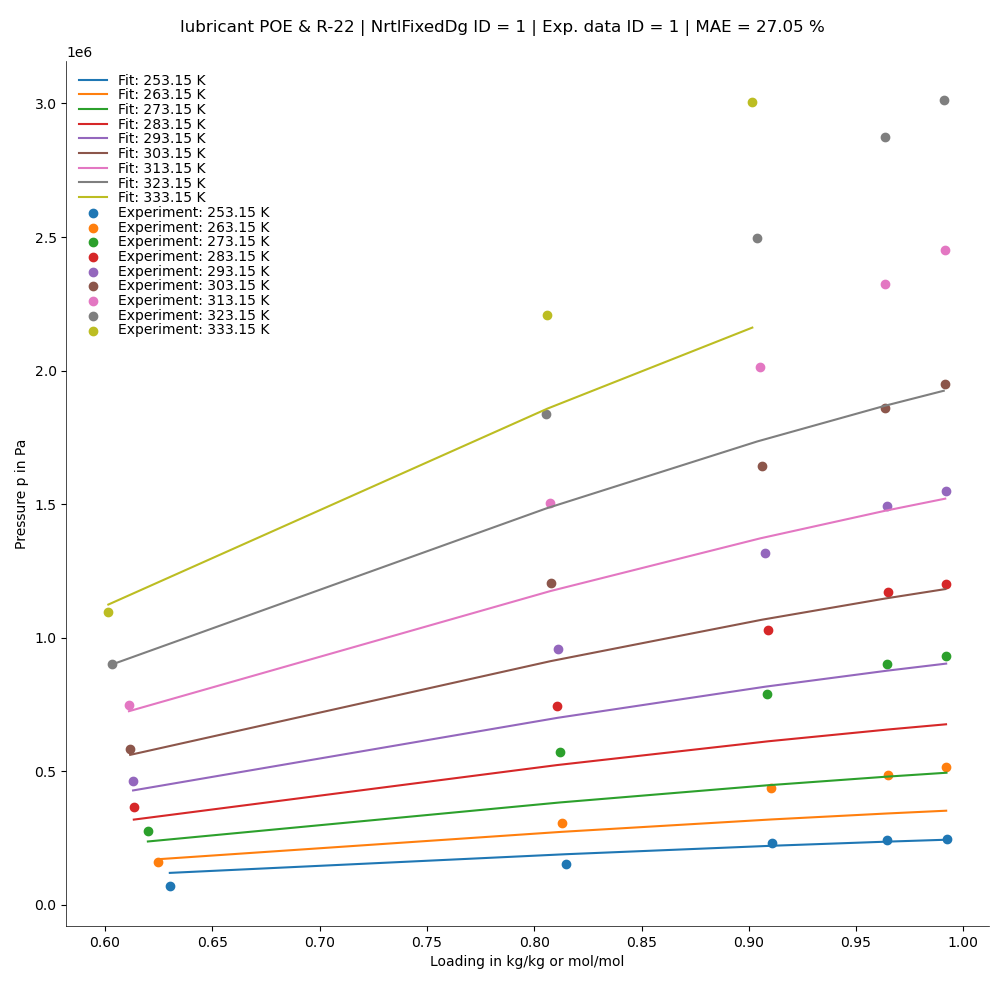 lubricant POE & R-22 | NrtlFixedDg ID = 1 | Exp. data ID = 1 | MAE = 27.05 %
1e6
Fit: 253.15 K
Fit: 263.15 K
Fit: 273.15 K
Fit: 283.15 K
Fit: 293.15 K
Fit: 303.15 K
Fit: 313.15 K
Fit: 323.15 K
Fit: 333.15 K
Experiment: 253.15 K
Experiment: 263.15 K
Experiment: 273.15 K
Experiment: 283.15 K
Experiment: 293.15 K
Experiment: 303.15 K
Experiment: 313.15 K
Experiment: 323.15 K
Experiment: 333.15 K
3.0
2.5
2.0
1.5
1.0
0.5
0.0
Pressure p in Pa
0.60 0.65 0.70 0.75 0.80 0.85 0.90 0.95 1.00
Loading in kg/kg or mol/mol